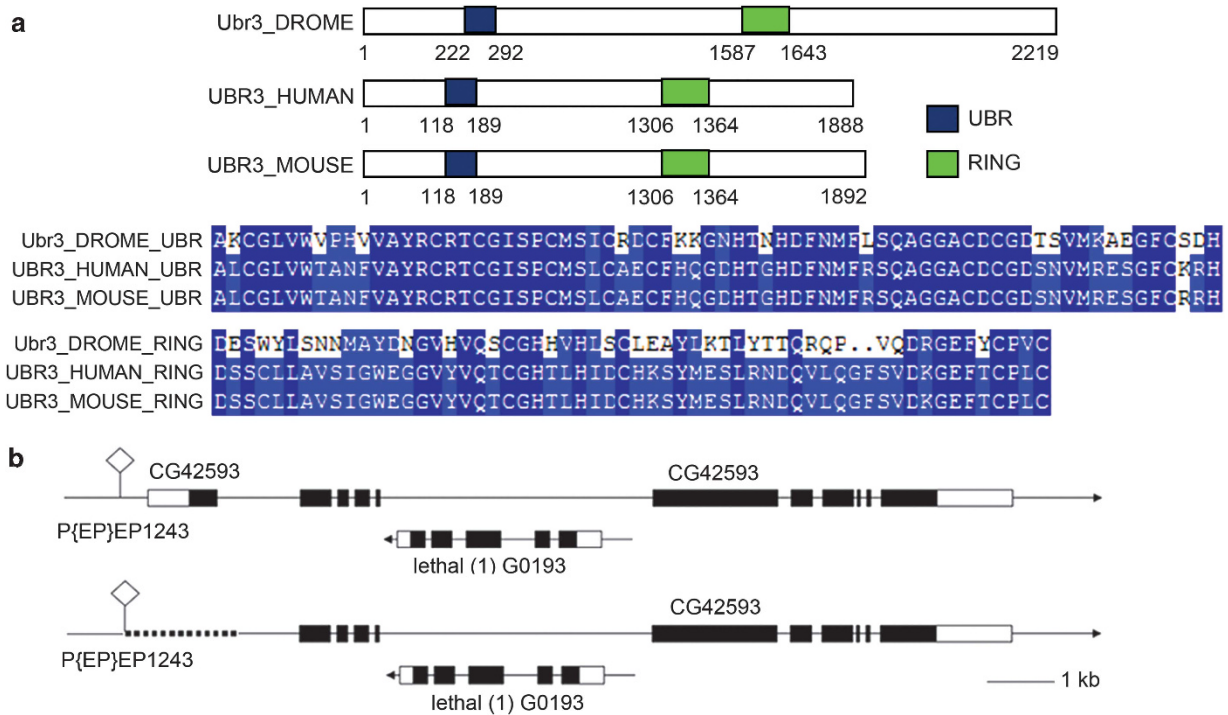 a
Ubr3_DROME
1 222 292 1587 1643 2219
UBR3_HUMAN
1 118 189 1306 1364 1888
UBR
UBR3_MOUSE
RING
1 118 189 1306 1364 1892
Ubr3_DROME_UBR AKCGLVWVPHVVAYRCRTCGISPCMSICRDCFKKGNHTNHDFNMFLSQAGGACDCGDTSVMKAEGFCSDH
UBR3_HUMAN_UBR ALCGLVWTANFVAYRCRTCGISPCMSLCAECFHQGDHTGHDFNMFRSQAGGACDCGDSNVMRESGFCKRH
UBR3_MOUSE_UBR ALCGLVWTANFVAYRCRTCGISPCMSLCAECFHQGDHTGHDFNMFRSQAGGACDCGDSNVMRESGFCRRH
Ubr3_DROME_RING DESWYLSNNMAYDNGVHVQSCGHHVHLSCLEAYLKTLYTTQRQP..VQDRGEFYCPVC
UBR3_HUMAN_RING DSSCLLAVSIGWEGGVYVQTCGHTLHIDCHKSYMESLRNDQVLQGFSVDKGEFTCPLC
UBR3_MOUSE_RING DSSCLLAVSIGWEGGVYVQTCGHTLHIDCHKSYMESLRNDQVLQGFSVDKGEFTCPLC
b
CG42593 CG42593
P{EP}EP1243
lethal (1) G0193
CG42593
P{EP}EP1243
lethal (1) G0193
1 kb